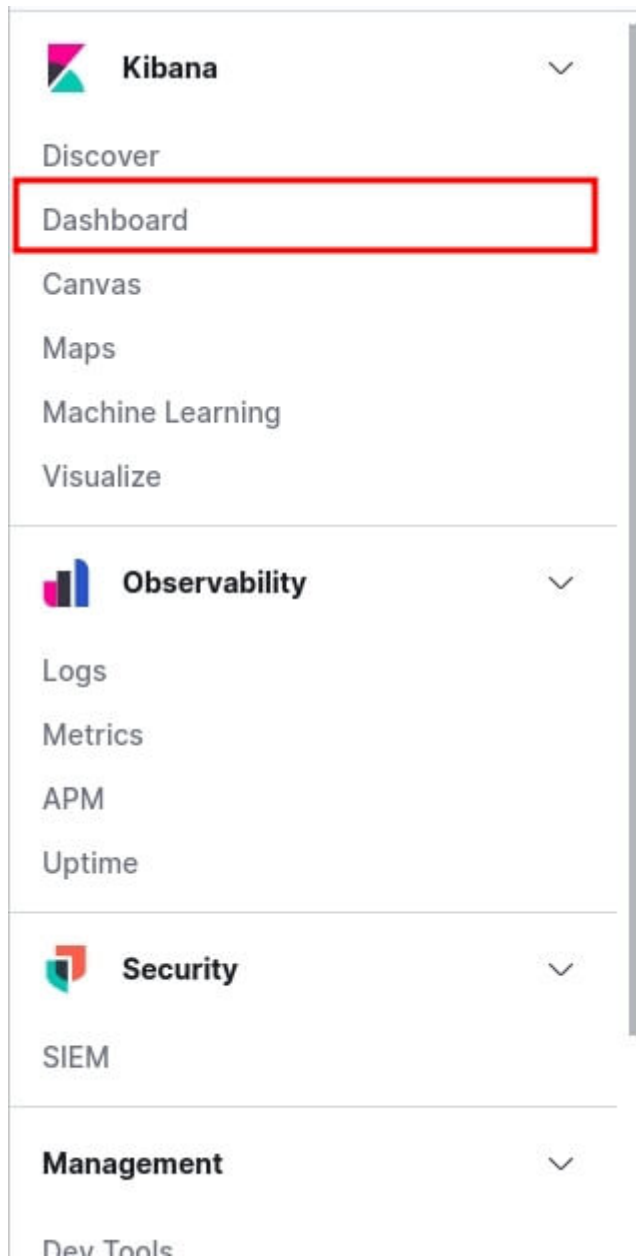 Kibana
Discover
Dashboard
Canvas
Maps
Machine Learning
Visualize
Observability
Logs
Metrics
APM
Uptime
Security
SIEM
Management
Dev Tools